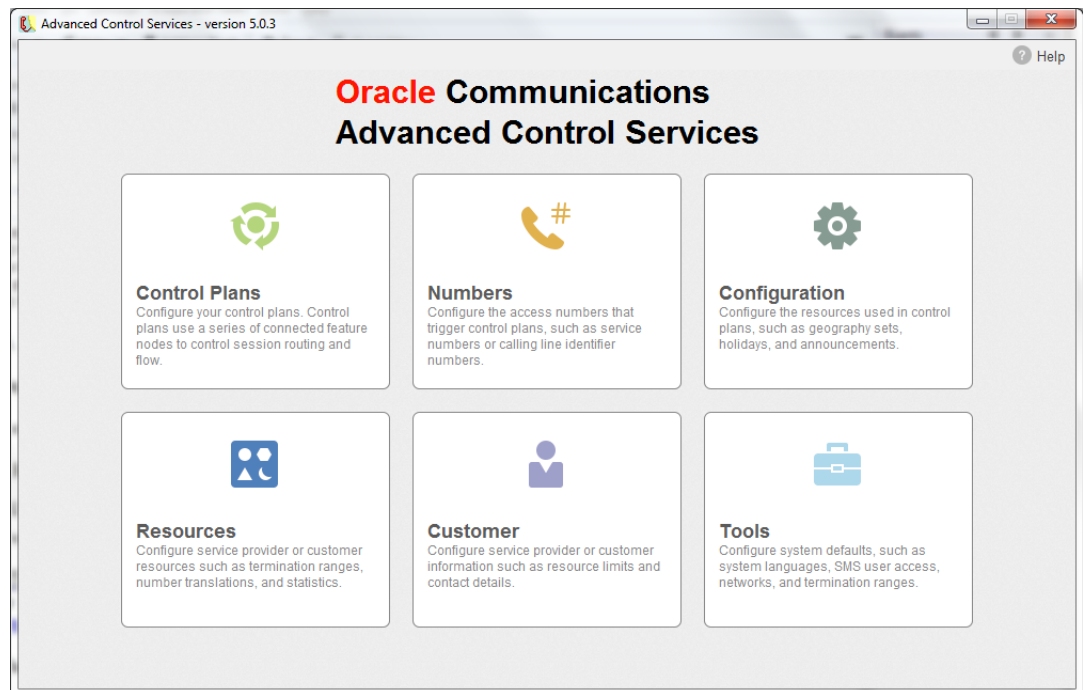 Advanced Control Services - version 5.0.3
Help
Oracle Communications
Advanced Control Services
#
Control Plans
Configure your control plans. Control
plans use a series of connected feature
nodes to control session routing and
flow.
Numbers
Configure the access numbers that
trigger control plans, such as service
numbers or calling line identifier
numbers.
Configuration
Configure the resources used in control
plans, such as geography sets,
holidays, and announcements.
Resources
Configure service provider or customer
resources such as termination ranges,
number translations, and statistics.
Customer
Configure service provider or customer
information such as resource limits and
contact details.
Tools
Configure system defaults, such as
system languages, SMS user access,
networks, and termination ranges.